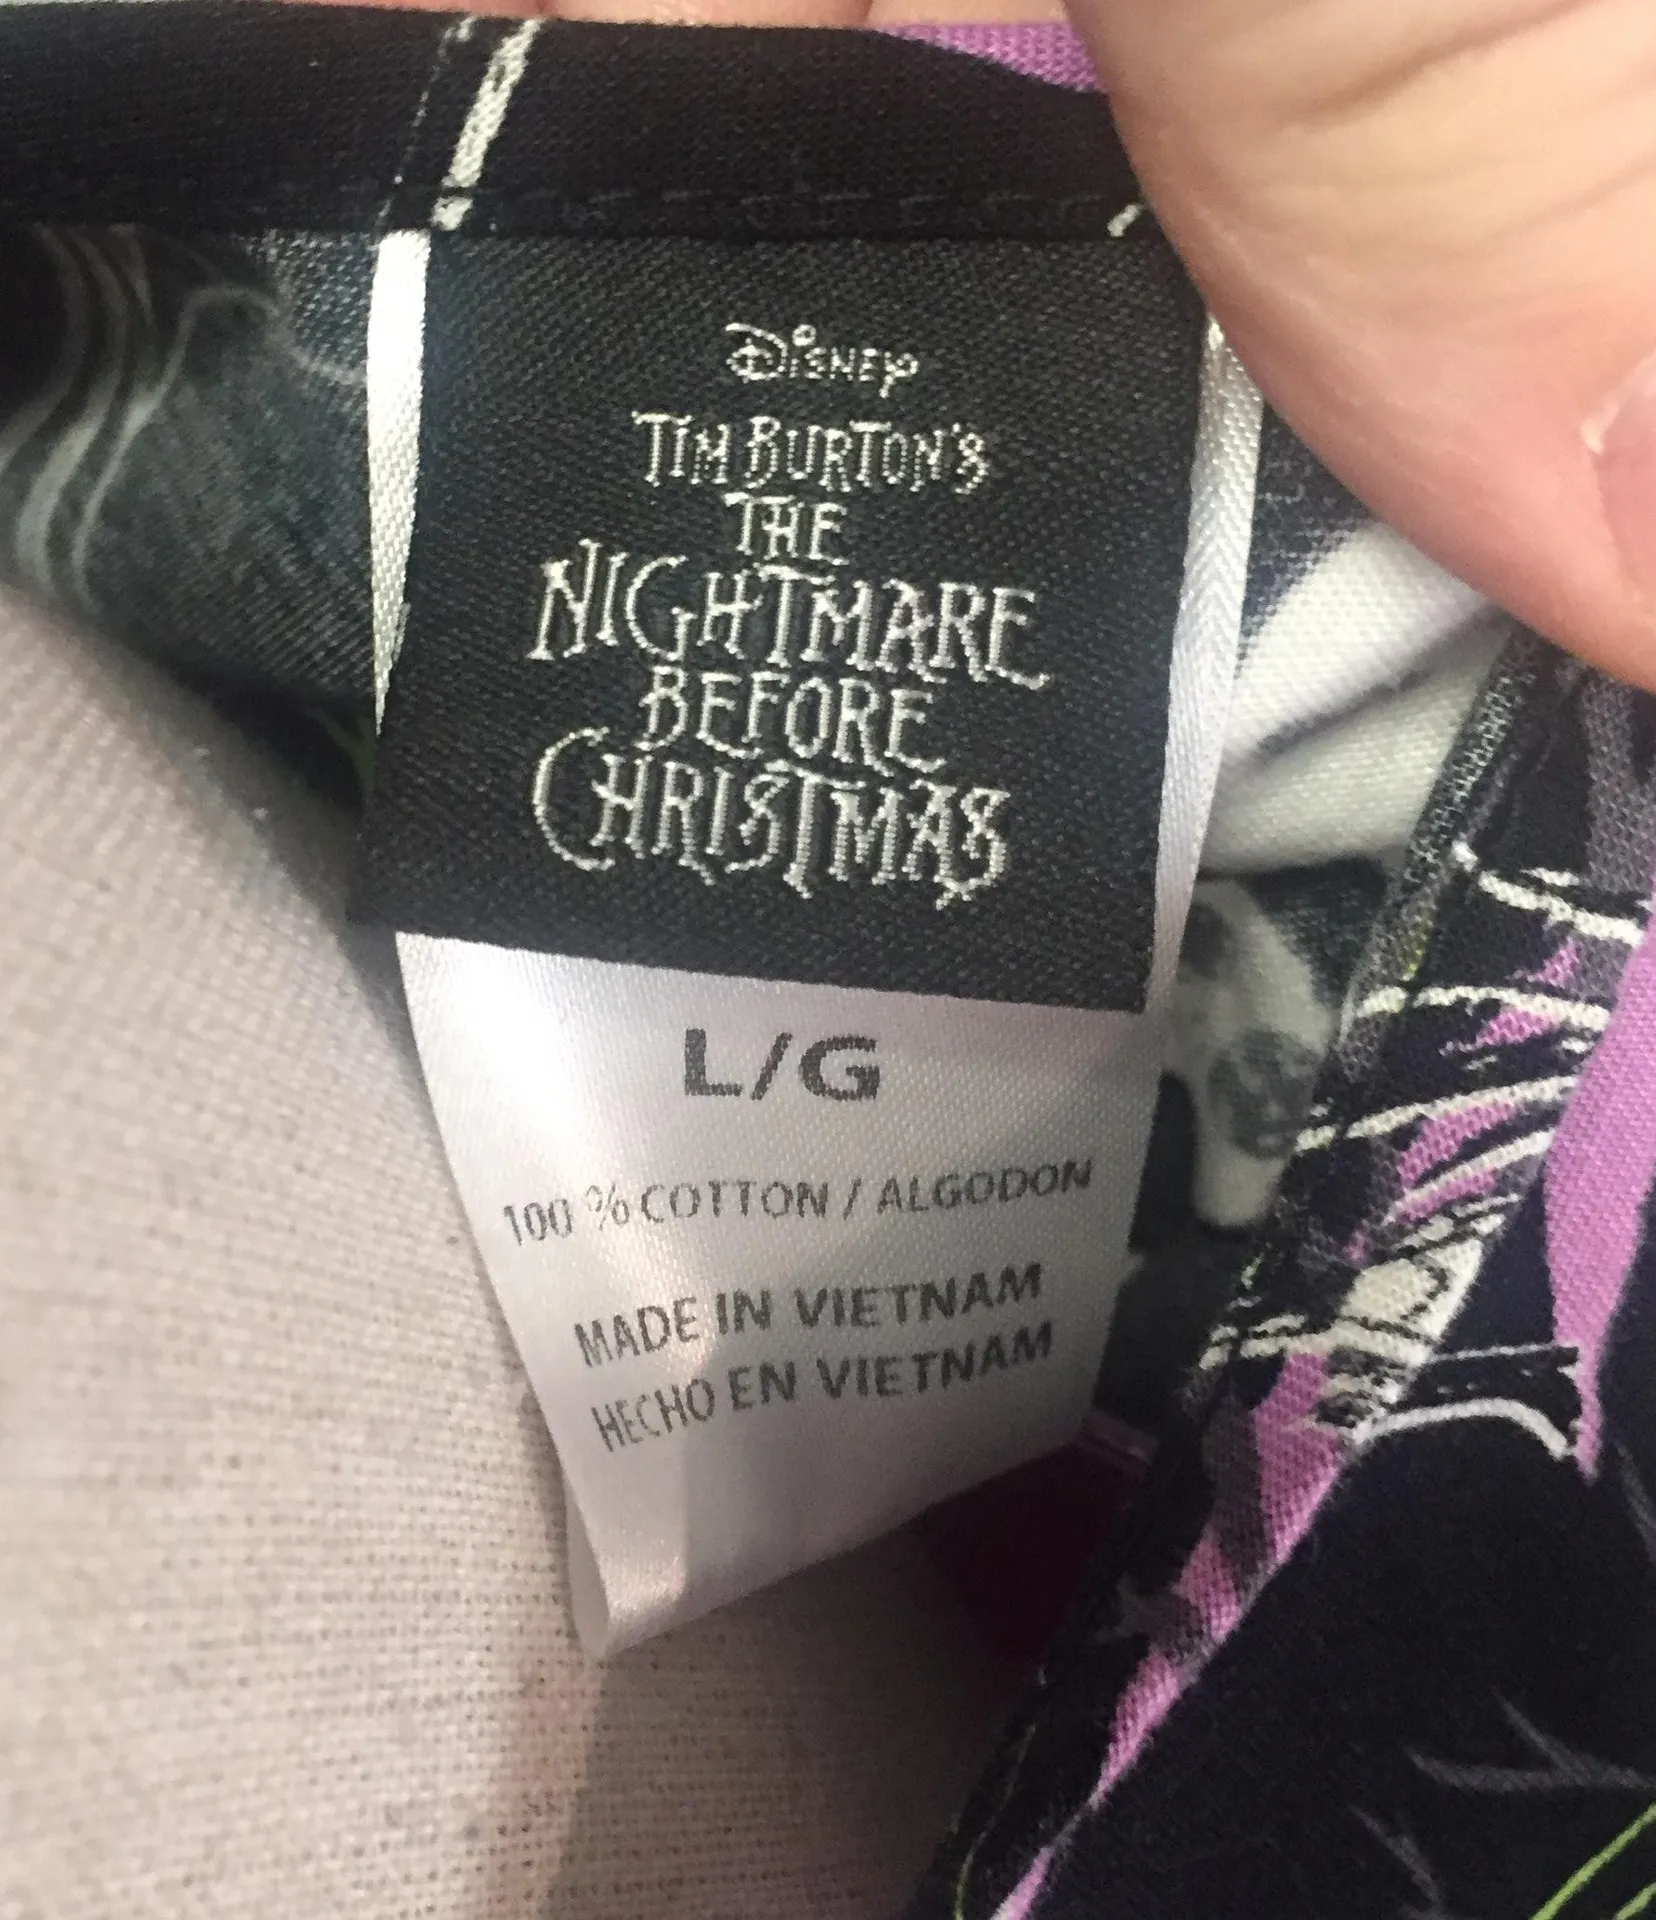 Disney
TIM BURTON'S
THE
NIGHTMARE
BEFORE
CHRISTMAS
L/G
100 % COTTON / ALGODON
MADE IN VIETNAM
HECHO EN VIETNAM